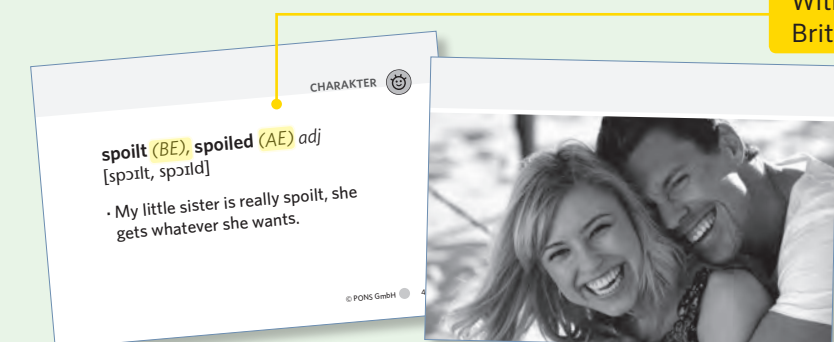 With
Brit
CHARAKTER
spoilt (BE), spoiled (AE) adj
[spɔɪlt, spɔɪld]
· My little sister is really spoilt, she
gets whatever she wants.
© PONS GmbH 4